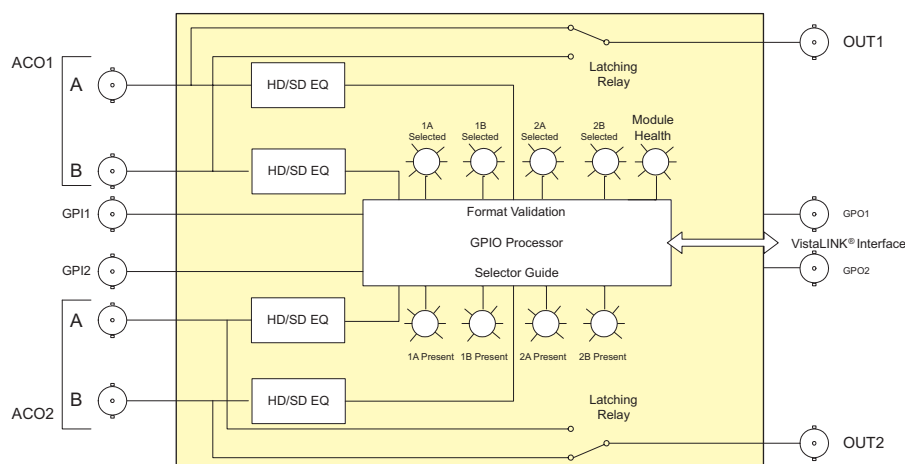 OUT1
ACO1
A
HD/SD EQ
Latching
Relay
1A
Selected
1B
Selected
2A
Selected
2B
Selected
Module
Health
B
HD/SD EQ
GPI1
Format Validation
GPO1
GPIO Processor
VistaLINK® Interface
GPI2
Selector Guide
GPO2
A
HD/SD EQ
1A Present
1B Present
2A Present
2B Present
B
HD/SD EQ
ACO2
Latching
Relay
OUT2